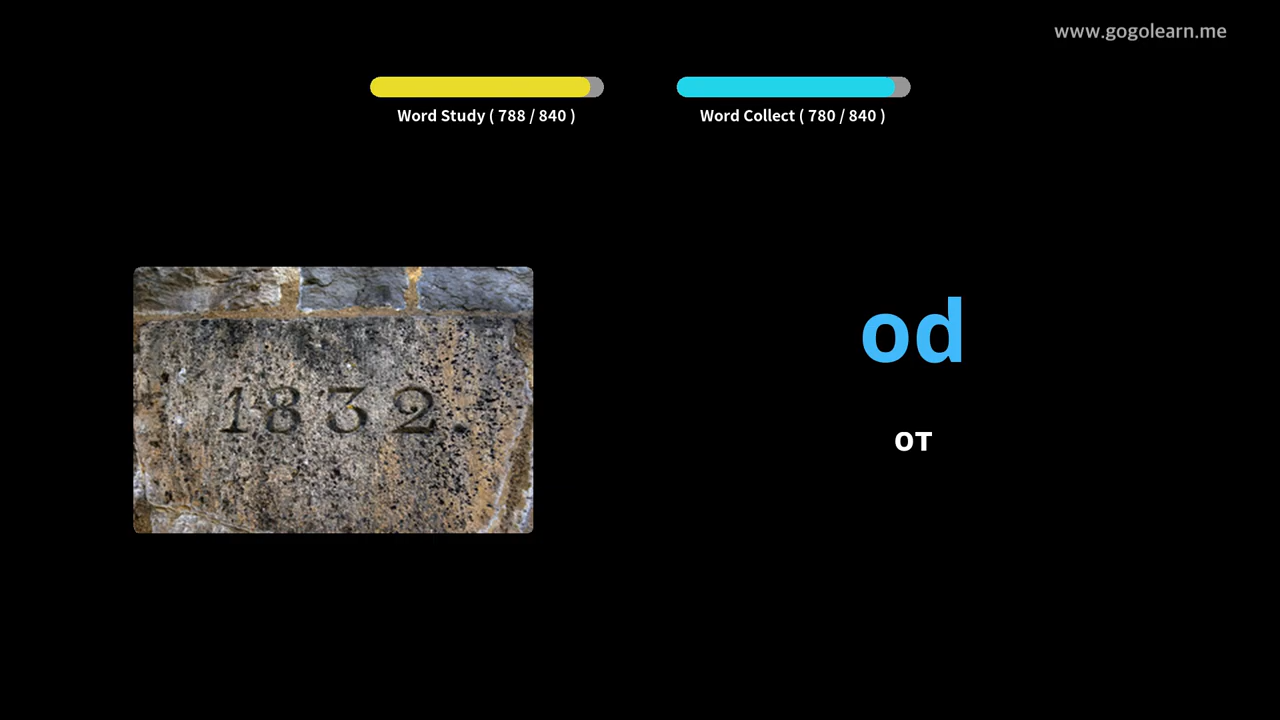 www.gogolearn.me
Word Study ( 788 / 840 )
Word Collect ( 780 / 840 )
1832.
od
от